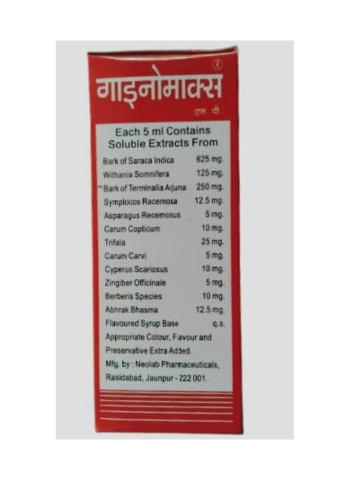 गाइनोमाक्स
एल पी
Each 5 ml Contains
Soluble Extracts From
Bark of Saraca Indica 625 mg.
Withania Somnifera 125 mg.
Bark of Terminalia Arjuna 250 mg.
Symplocos Racemosa 12.5 mg.
Asparagus Recemosus 5 mg.
Carum Copticum 10 mg.
Trifala 25 mg.
Carum Carvi 5 mg.
Cyperus Scariosus 10 mg.
Zingiber Officinale 5 mg.
Berberis Species 10 mg.
Abhrak Bhasma 12.5 mg.
Flavoured Syrup Base q.s.
Appropriate Colour, Flavour and
Preservative Extra Added.
Mfg. by : Neolab Pharmaceuticals,
Rasidabad, Jaunpur - 222 001.